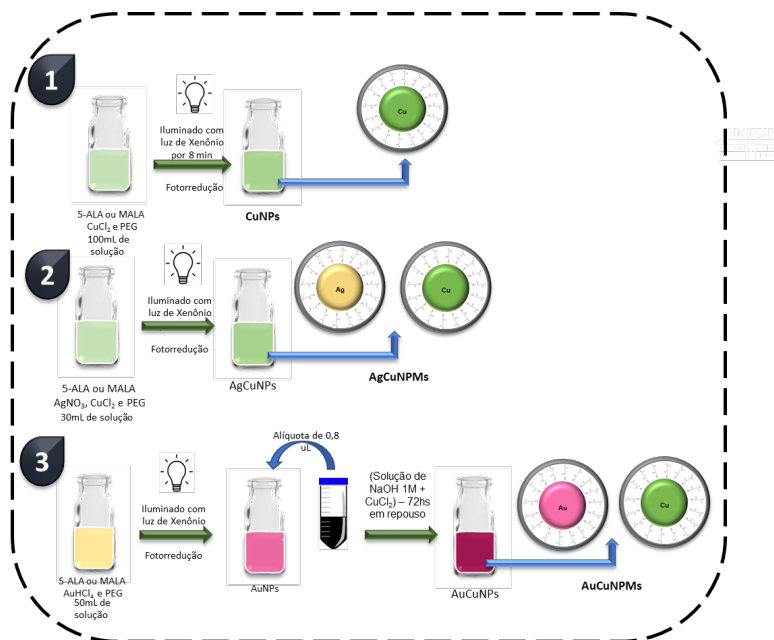 1
Iluminado com
luz de Xenônio
por 8 min
Fotorredução
5-ALA ou MALA
CuCl₂ e PEG
100mL de
solução
CuNPs
Cu
2
Iluminado com
luz de Xenônio
Fotorredução
5-ALA ou MALA
AgNO₃, CuCl₂ e PEG
30mL de solução
AgCuNPs
Ag
Cu
AgCuNPMs
3
Iluminado com
luz de Xenônio
Fotorredução
5-ALA ou MALA
AuHCl₄ e PEG
50mL de
solução
AuNPs
Alíquota de 0,8
uL
(Solução de
NaOH 1M +
CuCl₂) – 72hs
em repouso
AuCuNPs
Au
Cu
AuCuNPMs